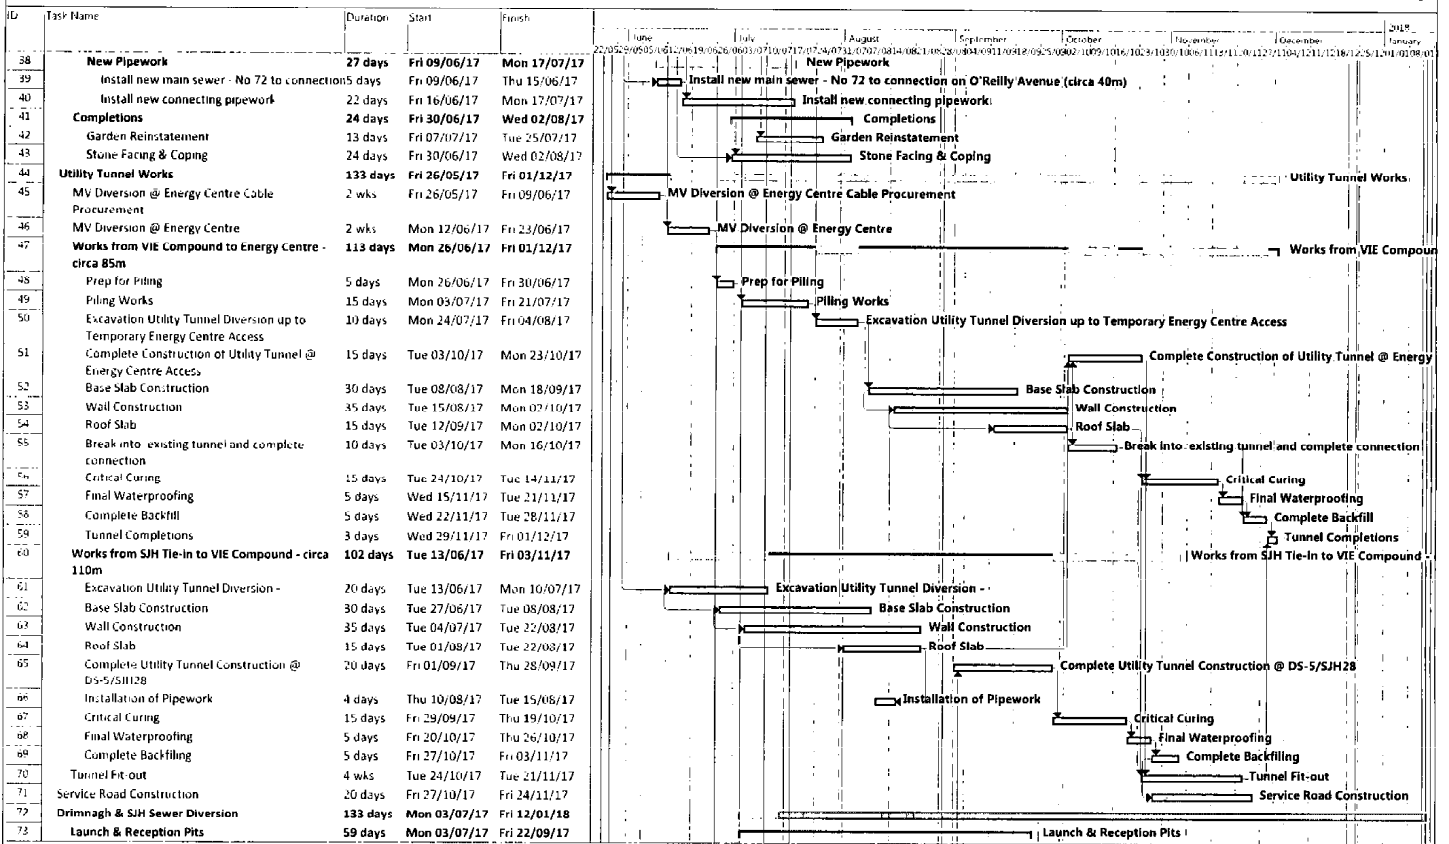 ID Task Name Duration Start Finish
2018
June July August September October November December January
38 New Pipework 27 days Fri 09/06/17 Mon 17/07/17 New Pipework
39 Install new main sewer - No 72 to connection 5 days Fri 09/06/17 Thu 15/06/17 Install new main sewer - No 72 to connection on O'Reilly Avenue (circa 40m)
40 Install new connecting pipework 22 days Fri 16/06/17 Mon 17/07/17 Install new connecting pipework
41 Completions 24 days Fri 30/06/17 Wed 02/08/17 Completions
42 Garden Reinstatement 13 days Fri 07/07/17 Tue 25/07/17 Garden Reinstatement
43 Stone Facing & Coping 24 days Fri 30/06/17 Wed 02/08/17 Stone Facing & Coping
44 Utility Tunnel Works 133 days Fri 26/05/17 Fri 01/12/17 Utility Tunnel Works
45 MV Diversion @ Energy Centre Cable 2 wks Fri 26/05/17 Fri 09/06/17 MV Diversion @ Energy Centre Cable Procurement
Procurement
46 MV Diversion @ Energy Centre 2 wks Mon 12/06/17 Fri 23/06/17 MV Diversion @ Energy Centre
47 Works from VIE Compound to Energy Centre - 113 days Mon 26/06/17 Fri 01/12/17 Works from VIE Compoun
circa 85m
48 Prep for Piling 5 days Mon 26/06/17 Fri 30/06/17 Prep for Piling
49 Piling Works 15 days Mon 03/07/17 Fri 21/07/17 Piling Works
50 Excavation Utility Tunnel Diversion up to 10 days Mon 24/07/17 Fri 04/08/17 Excavation Utility Tunnel Diversion up to Temporary Energy Centre Access
Temporary Energy Centre Access
51 Complete Construction of Utility Tunnel @ 15 days Tue 03/10/17 Mon 23/10/17 Complete Construction of Utility Tunnel @ Energy
Energy Centre Access
52 Base Slab Construction 30 days Tue 08/08/17 Mon 18/09/17 Base Slab Construction
53 Wall Construction 35 days Tue 15/08/17 Mon 02/10/17 Wall Construction
54 Roof Slab 15 days Tue 12/09/17 Mon 02/10/17 Roof Slab
55 Break into existing tunnel and complete 10 days Tue 03/10/17 Mon 16/10/17 Break into existing tunnel and complete connection
connection
56 Critical Curing 15 days Tue 24/10/17 Tue 14/11/17 Critical Curing
57 Final Waterproofing 5 days Wed 15/11/17 Tue 21/11/17 Final Waterproofing
58 Complete Backfill 5 days Wed 22/11/17 Tue 28/11/17 Complete Backfill
59 Tunnel Completions 3 days Wed 29/11/17 Fri 01/12/17 Tunnel Completions
60 Works from SJH Tie-In to VIE Compound - circa 102 days Tue 13/06/17 Fri 03/11/17 Works from SJH Tie-In to VIE Compound -
110m
61 Excavation Utility Tunnel Diversion - 20 days Tue 13/06/17 Mon 10/07/17 Excavation Utility Tunnel Diversion -
62 Base Slab Construction 30 days Tue 27/06/17 Tue 08/08/17 Base Slab Construction
63 Wall Construction 35 days Tue 04/07/17 Tue 22/08/17 Wall Construction
64 Roof Slab 15 days Tue 01/08/17 Tue 22/08/17 Roof Slab
65 Complete Utility Tunnel Construction @ 20 days Fri 01/09/17 Thu 28/09/17 Complete Utility Tunnel Construction @ DS-5/SJH28
DS-5/SJH28
66 Installation of Pipework 4 days Thu 10/08/17 Tue 15/08/17 Installation of Pipework
67 Critical Curing 15 days Fri 29/09/17 Thu 19/10/17 Critical Curing
68 Final Waterproofing 5 days Fri 20/10/17 Thu 26/10/17 Final Waterproofing
69 Complete Backfiling 5 days Fri 27/10/17 Fri 03/11/17 Complete Backfiling
70 Tunnel Fit-out 4 wks Tue 24/10/17 Tue 21/11/17 Tunnel Fit-out
71 Service Road Construction 20 days Fri 27/10/17 Fri 24/11/17 Service Road Construction
72 Drimnagh & SJH Sewer Diversion 133 days Mon 03/07/17 Fri 12/01/18
73 Launch & Reception Pits 59 days Mon 03/07/17 Fri 22/09/17 Launch & Reception Pits